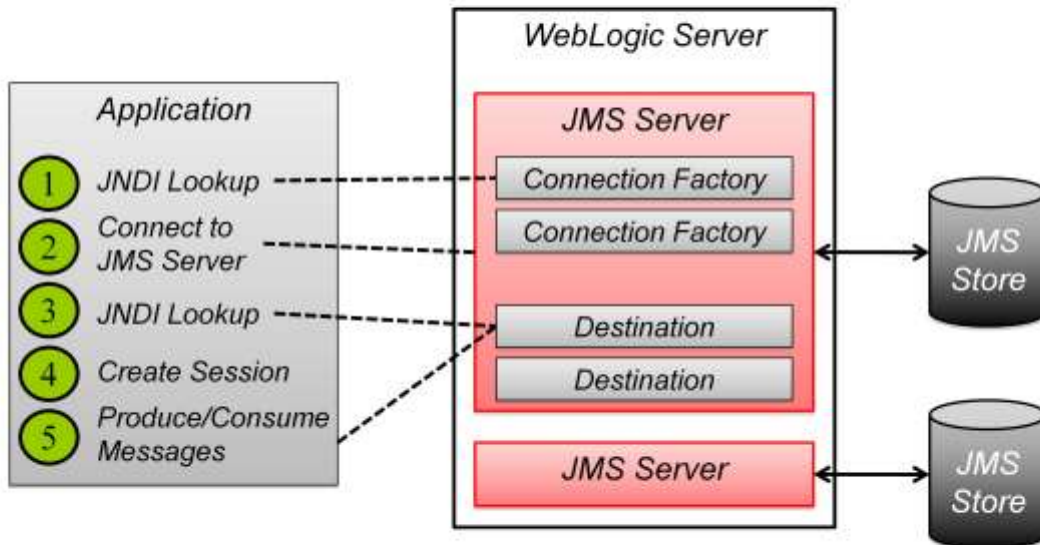 WebLogic Server
Application
1 JNDI Lookup
2 Connect to
JMS Server
3 JNDI Lookup
4 Create Session
5 Produce/Consume
Messages
JMS Server
Connection Factory
Connection Factory
Destination
Destination
JMS Server
JMS
Store
JMS
Store